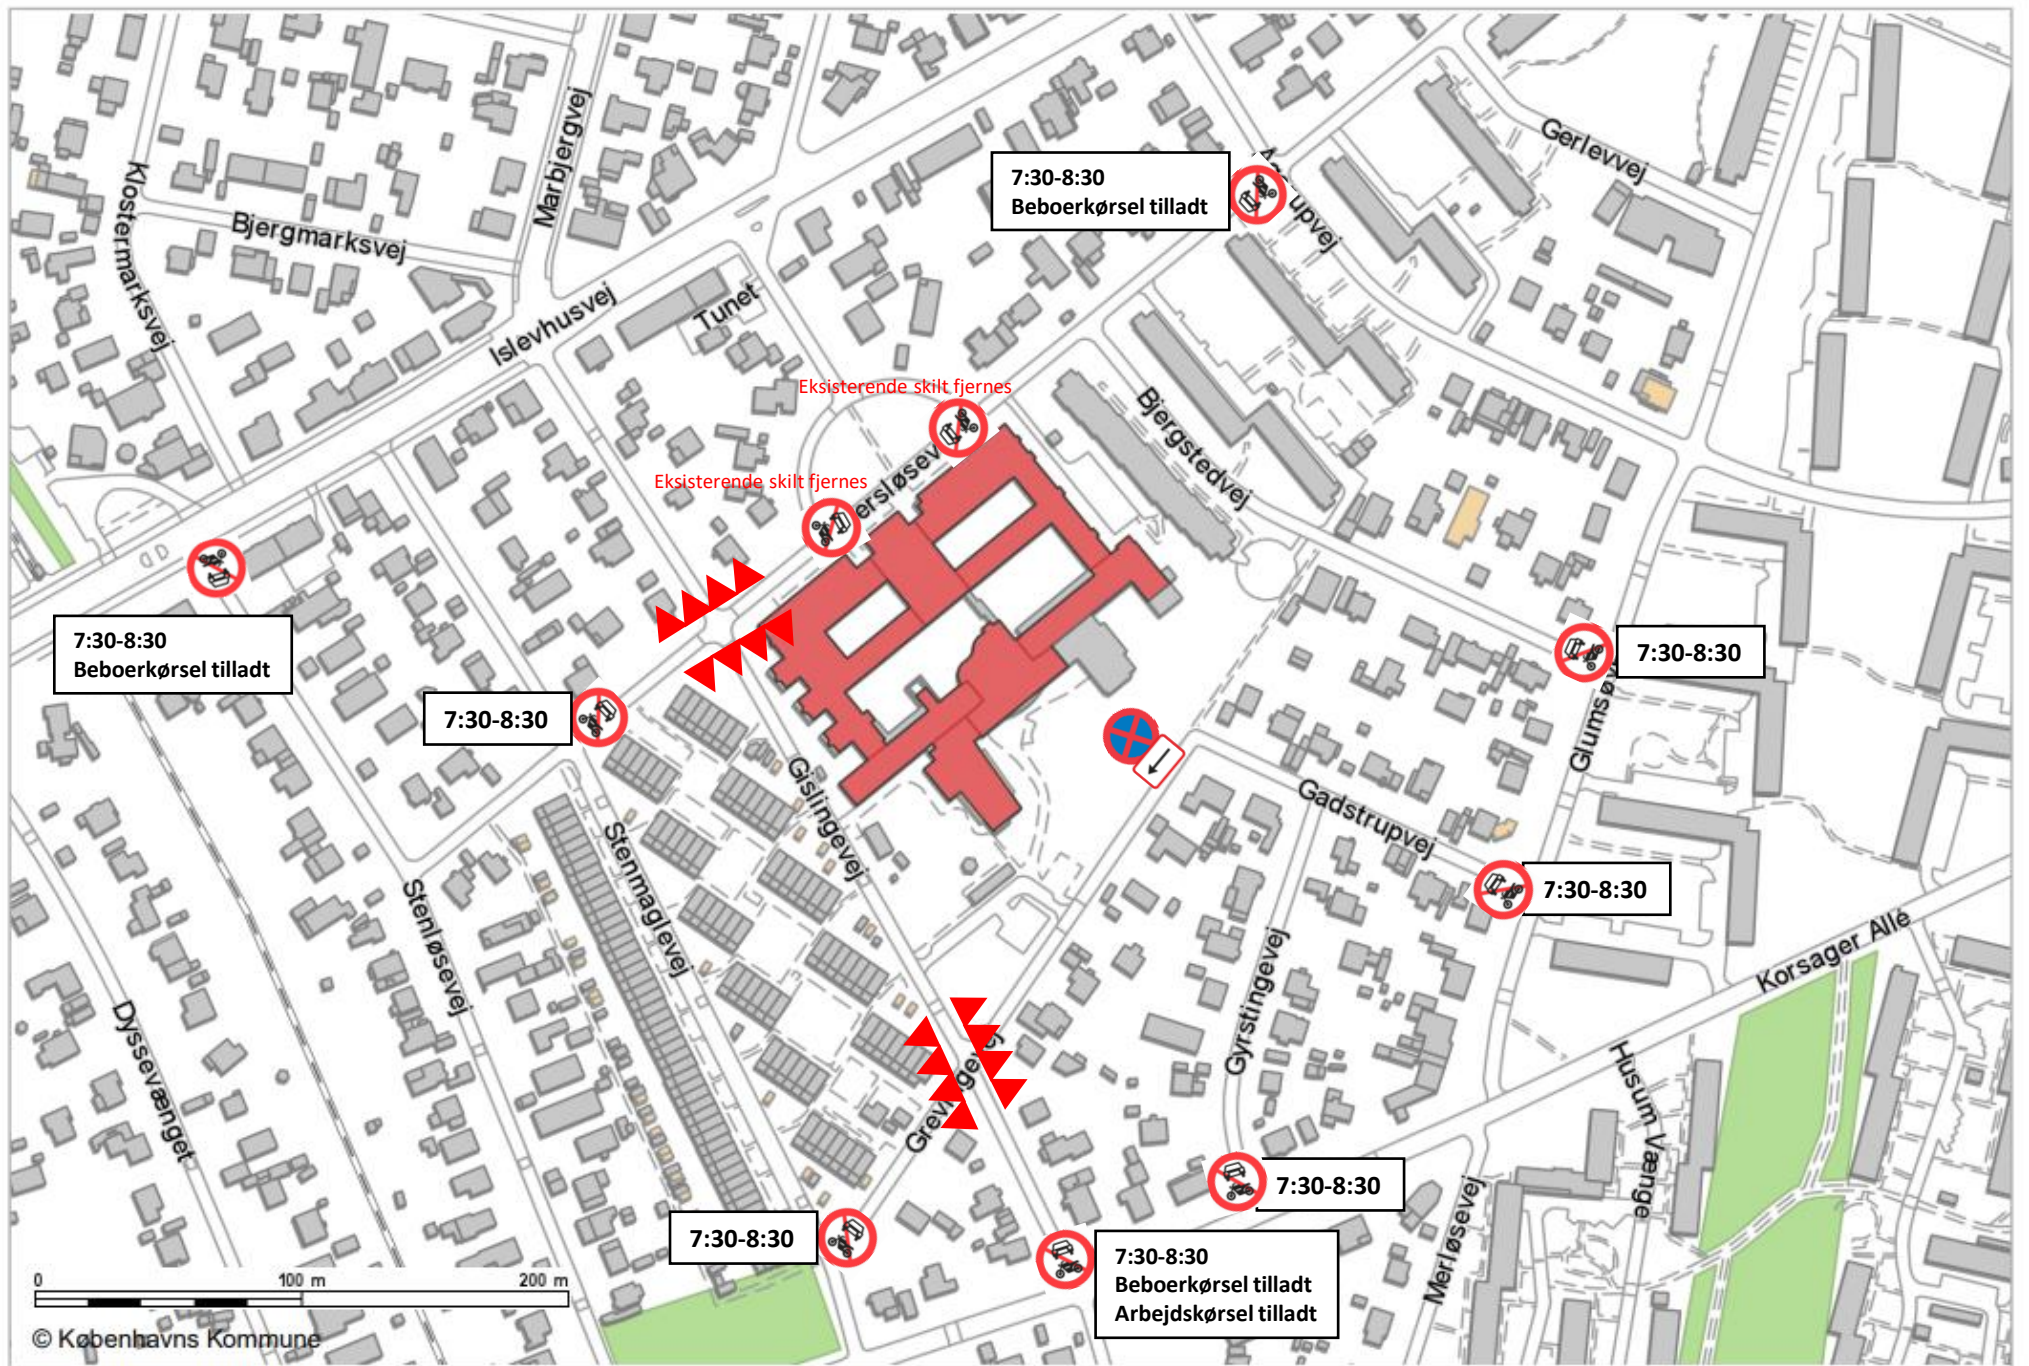 Gerlevvej
7:30-8:30
Beboerkørsel tilladt
upvej
Klostermarksvej
Marbjergvej
Bjergmarksvej
Islevhusvej
Tunet
Eksisterende skilt fjernes
Eksisterende skilt fjernes
Bjergstedvej
7:30-8:30
Beboerkørsel tilladt
7:30-8:30
7:30-8:30
Gislingevej
Gadstrupvej
7:30-8:30
Stenmaglevej
Stenløsevej
Korsager Allé
Gyrstingevej
Dyssevænget
Husum Vænge
7:30-8:30
7:30-8:30
Merløsevej
7:30-8:30
Beboerkørsel tilladt
Arbejdskørsel tilladt
0 100 m 200 m
© Københavns Kommune